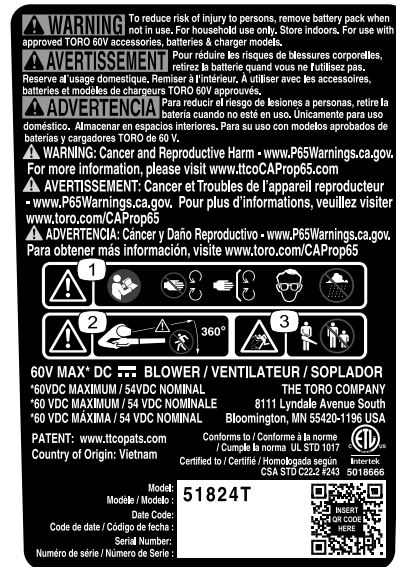 WARNING To reduce risk of injury to persons, remove battery pack when
not in use. For household use only. Store indoors. For use with
approved TORO 60V accessories, batteries & charger models.
AVERTISSEMENT Pour réduire les risques de blessures corporelles,
retirez la batterie quand vous ne l'utilisez pas.
Reserve al'usage domestique. Remiser à l'intérieur. À utiliser avec les accessoires,
batteries et modèles de chargeurs TORO 60V approuvés.
ADVERTENCIA Para reducir el riesgo de lesiones a personas, retire la
batería cuando no esté en uso. Únicamente para uso
doméstico. Almacenar en espacios interiores. Para su uso con modelos aprobados de
baterías y cargadores TORO de 60 V.
WARNING: Cancer and Reproductive Harm - www.P65Warnings.ca.gov.
For more information, please visit www.ttcoCAProp65.com
AVERTISSEMENT: Cancer et Troubles de l'appareil reproducteur
- www.P65Warnings.ca.gov. Pour plus d'informations, veuillez visiter
www.toro.com/CAProp65
ADVERTENCIA: Cáncer y Daño Reproductivo - www.P65Warnings.ca.gov.
Para obtener más información, visite www.toro.com/CAProp65
1
2
360°
3
60V MAX* DC BLOWER / VENTILATEUR / SOPLADOR
*60VDC MAXIMUM / 54VDC NOMINAL
*60 VDC MAXIMUM / 54 VDC NOMINALE
*60 VDC MÁXIMA / 54 VDC NOMINAL
THE TORO COMPANY
8111 Lyndale Avenue South
Bloomington, MN 55420-1196 USA
PATENT: www.ttcopats.com
Country of Origin: Vietnam
Conforms to / Conforme à la norme
/ Cumple la norma UL STD 1017
Certified to / Certifié / Homologada según
CSA STD C22.2 #243
c ETL us
Intertek
5018666
Model:
Modèle / Modelo :
51824T
Date Code:
Code de date / Código de fecha :
Serial Number:
Numéro de série / Número de Serie :
INSERT
QR CODE
HERE